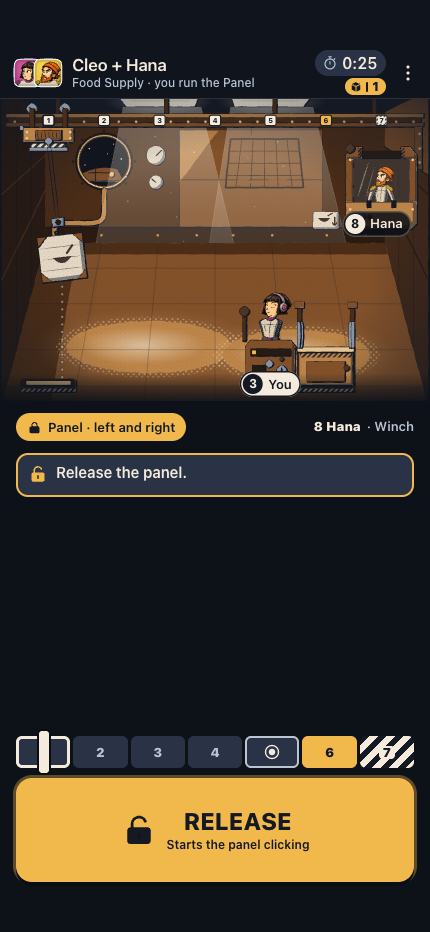 Cleo + Hana
Food Supply · you run the Panel
0:25
1
1 2 3 4 5 6 7
8 Hana
3 You
Panel · left and right
8 Hana · Winch
Release the panel.
2 3 4 6 7
RELEASE
Starts the panel clicking